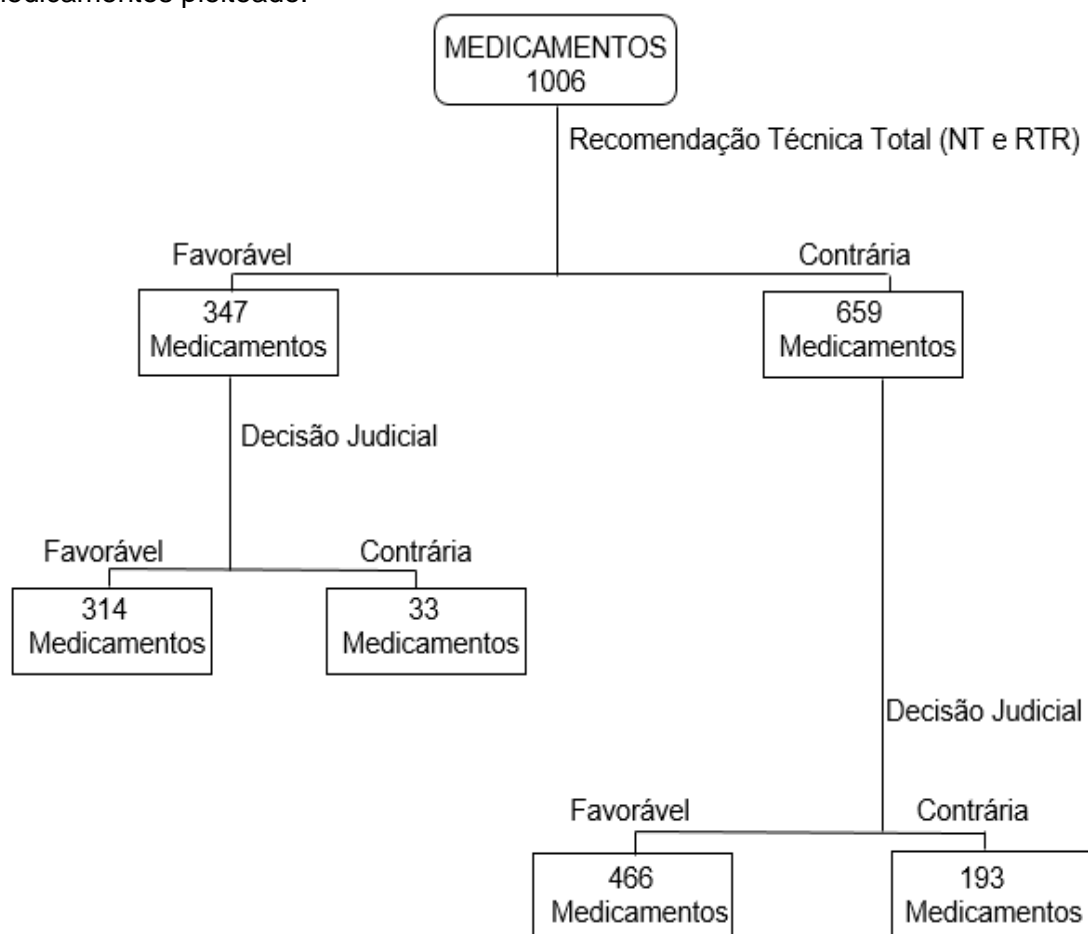 medicamentos pleiteado.
MEDICAMENTOS
1006
Recomendação Técnica Total (NT e RTR)
Favorável
Contrária
347
Medicamentos
659
Medicamentos
Decisão Judicial
Favorável
Contrária
314
Medicamentos
33
Medicamentos
Decisão Judicial
Favorável
Contrária
466
Medicamentos
193
Medicamentos